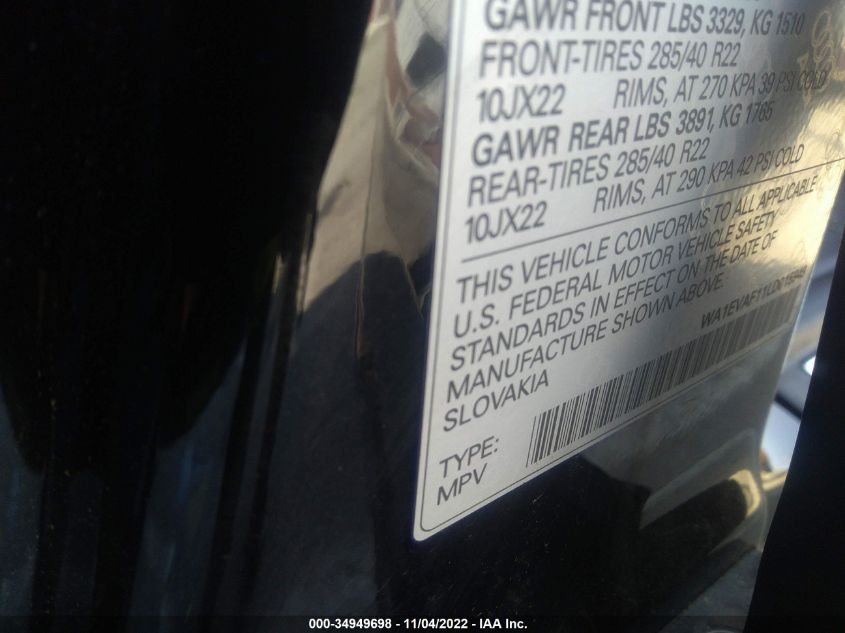 GAWR FRONT LBS 3329, KG 1510
FRONT-TIRES 285/40 R22
10JX22 RIMS, AT 270 KPA 39 PSI COLD
GAWR REAR LBS 3891, KG 1765
REAR-TIRES 285/40 R22
10JX22 RIMS, AT 290 KPA 42 PSI COLD
THIS VEHICLE CONFORMS TO ALL APPLICABLE
U.S. FEDERAL MOTOR VEHICLE SAFETY
STANDARDS IN EFFECT ON THE DATE OF
MANUFACTURE SHOWN ABOVE.
SLOVAKIA
TYPE:
MPV
000-34949698 - 11/04/2022 - IAA Inc.